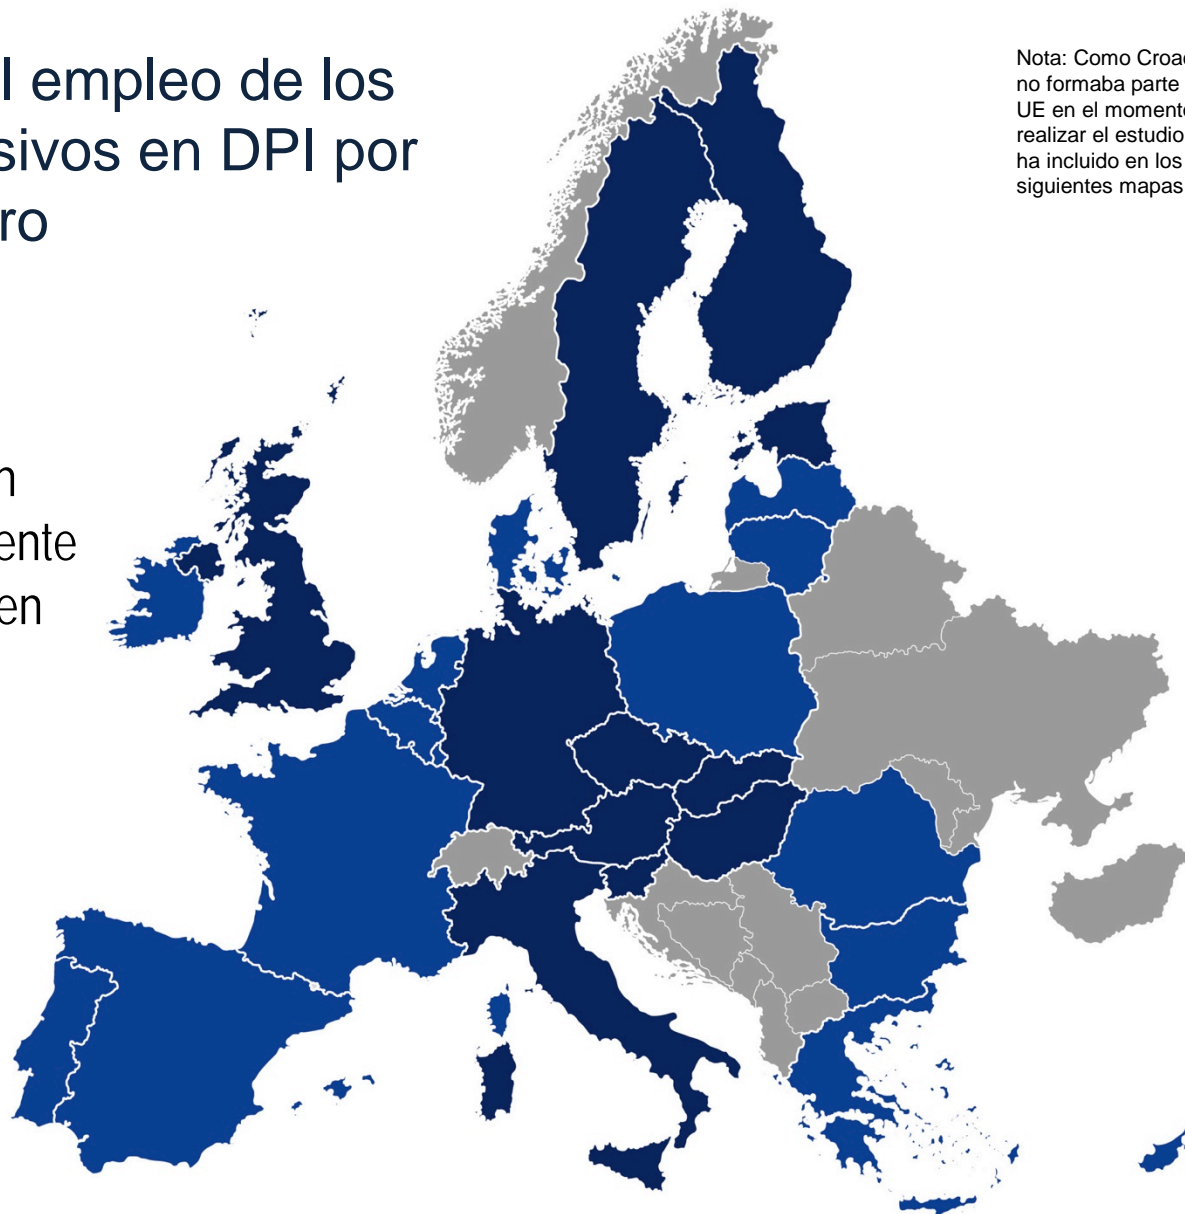 l empleo de los
sivos en DPI por
ro
Nota: Como Croac
no formaba parte
UE en el momento
realizar el estudio
ha incluido en los
siguientes mapas
n
ente
en